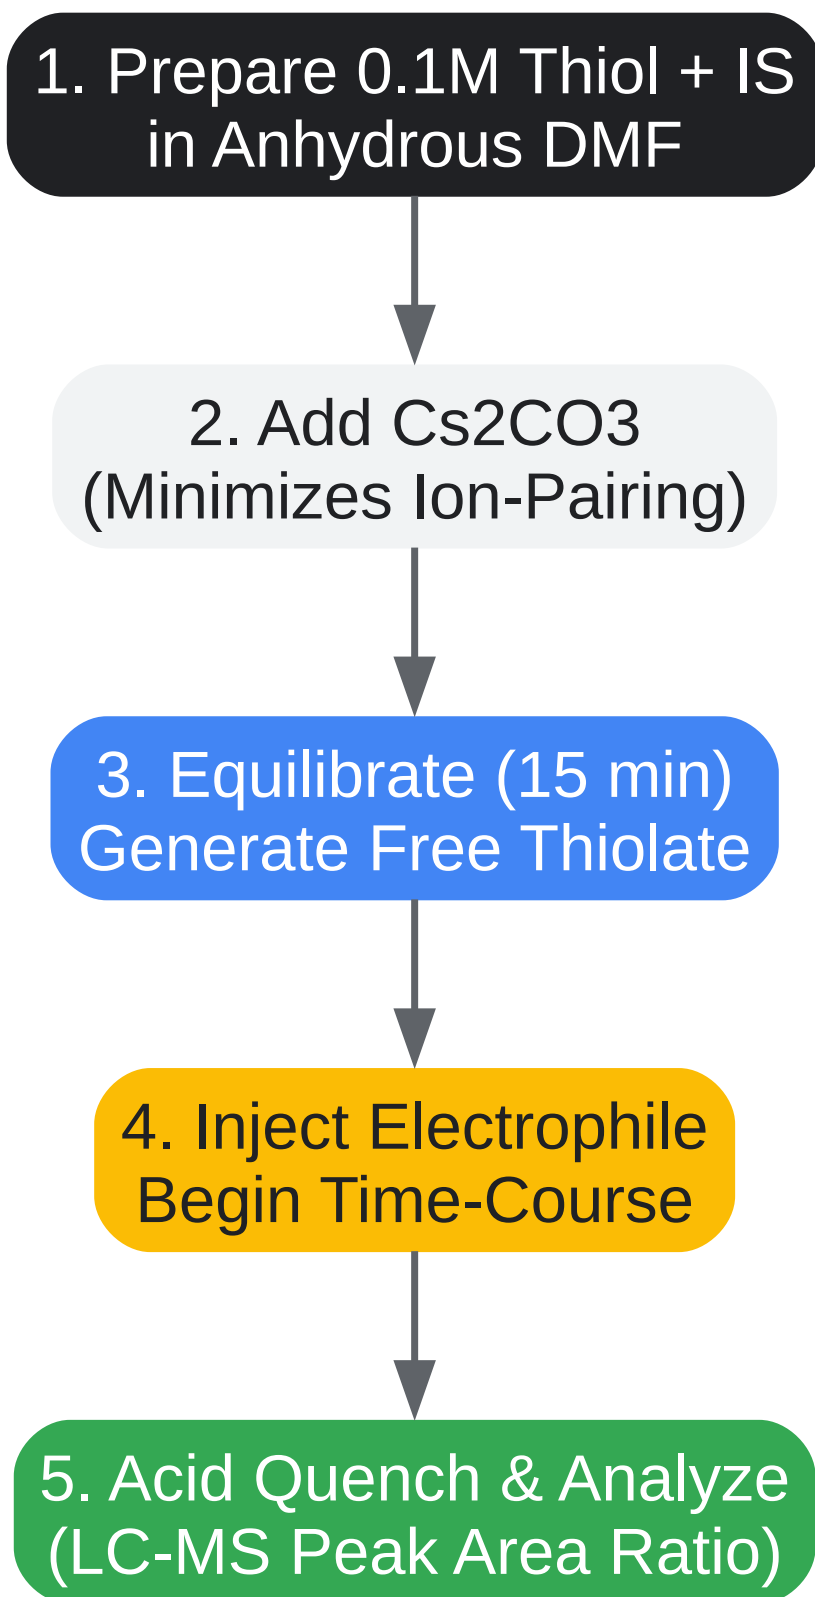 1. Prepare 0.1M Thiol + IS
in Anhydrous DMF
2. Add Cs2CO3
(Minimizes Ion-Pairing)
3. Equilibrate (15 min)
Generate Free Thiolate
4. Inject Electrophile
Begin Time-Course
5. Acid Quench & Analyze
(LC-MS Peak Area Ratio)